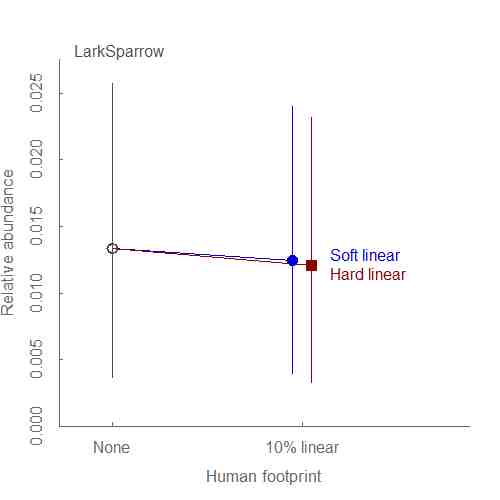 LarkSparrow
0.025
0.020
0.015
0.010
0.005
0.000
Relative abundance
Soft linear
Hard linear
None
10% linear
Human footprint